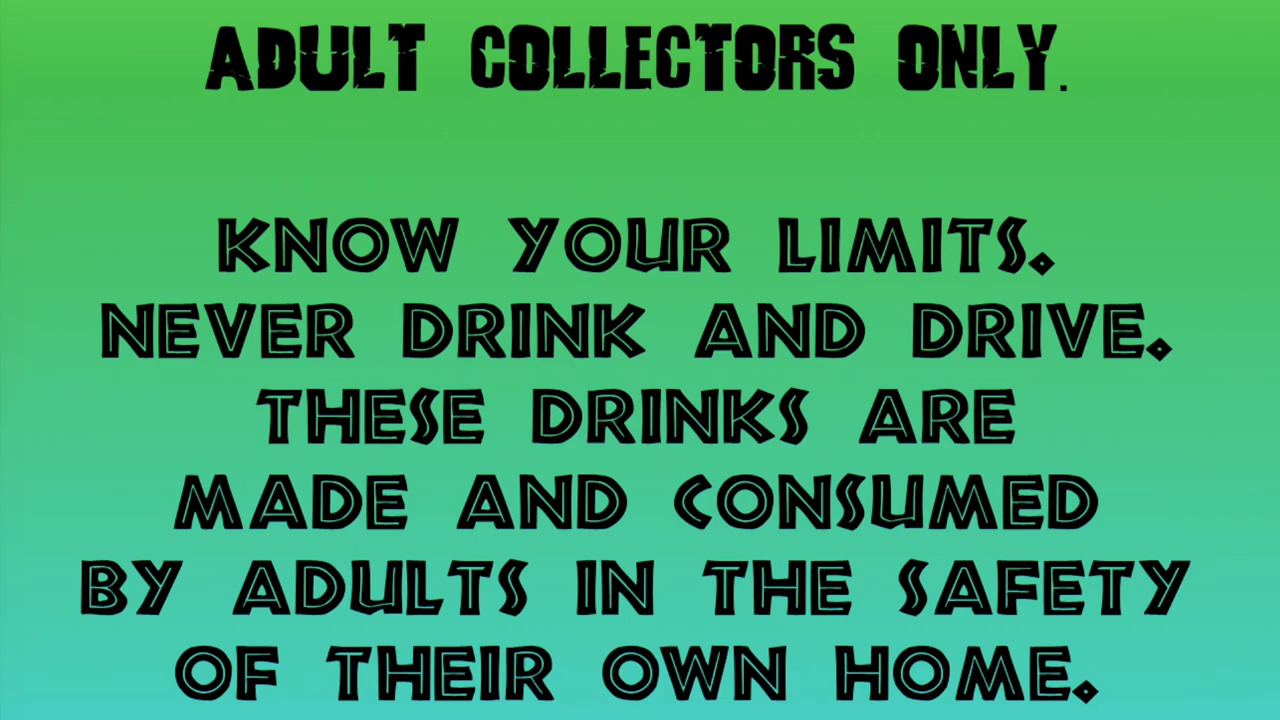 ADULT COLLECTORS ONLY.
KNOW YOUR LIMITS.
NEVER DRINK AND DRIVE.
THESE DRINKS ARE
MADE AND CONSUMED
BY ADULTS IN THE SAFETY
OF THEIR OWN HOME.